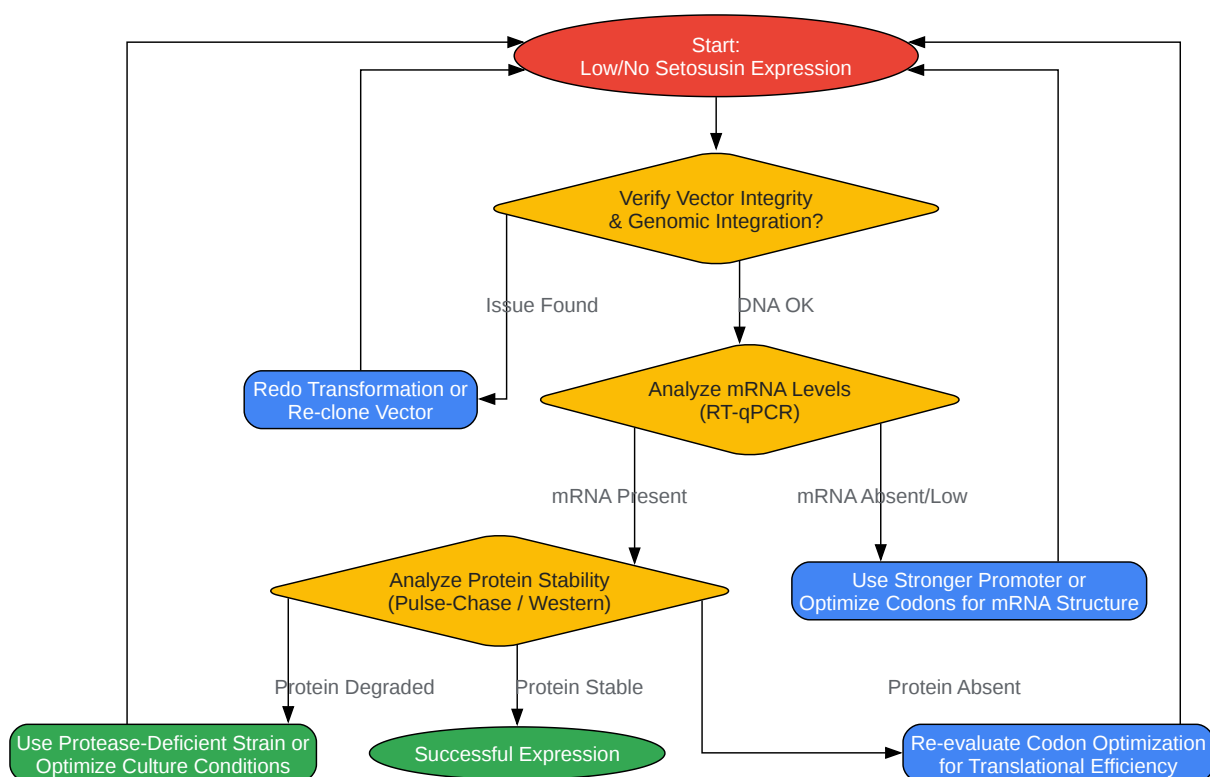 Start:
Low/No Setosusin Expression
Verify Vector Integrity
& Genomic Integration?
Issue Found
DNA OK
Redo Transformation or
Re-clone Vector
Analyze mRNA Levels
(RT-qPCR)
mRNA Present
mRNA Absent/Low
Analyze Protein Stability
(Pulse-Chase / Western)
Use Stronger Promoter or
Optimize Codons for mRNA Structure
Protein Degraded
Protein Stable
Protein Absent
Use Protease-Deficient Strain or
Optimize Culture Conditions
Successful Expression
Re-evaluate Codon Optimization
for Translational Efficiency